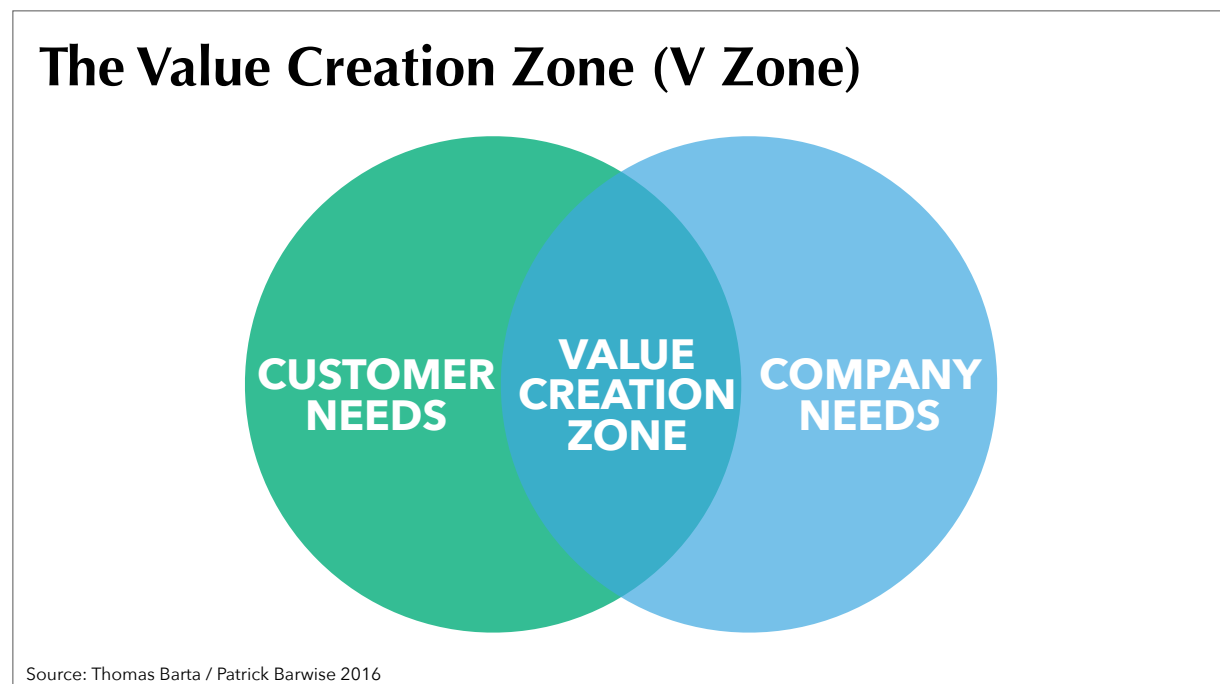 The Value Creation Zone (V Zone)
CUSTOMER
NEEDS
VALUE
CREATION
ZONE
COMPANY
NEEDS
Source: Thomas Barta / Patrick Barwise 2016